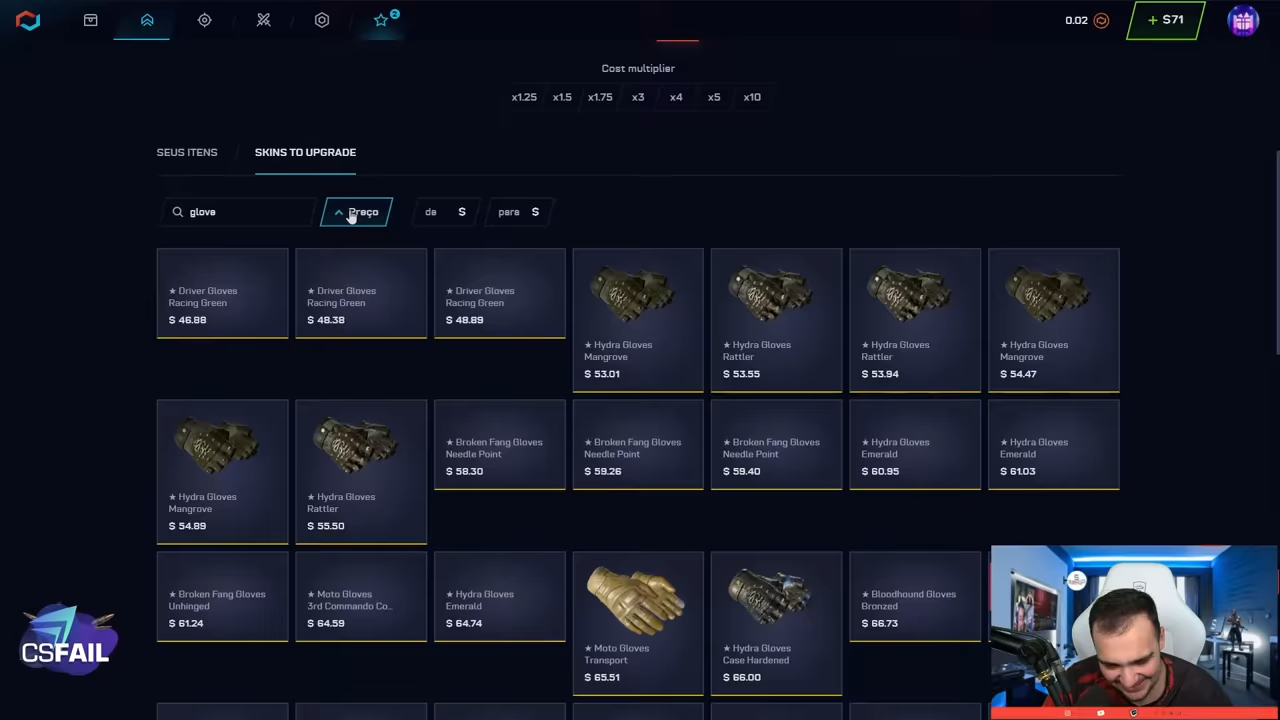 2
0.02
+ S71
Cost multiplier
x1.25 x1.5 x1.75 x3 x4 x5 x10
SEUS ITENS
SKINS TO UPGRADE
glove
Preço
de $
para $
★ Driver Gloves
Racing Green
$ 46.88
★ Driver Gloves
Racing Green
$ 48.38
★ Driver Gloves
Racing Green
$ 48.89
★ Hydra Gloves
Mangrove
$ 53.01
★ Hydra Gloves
Rattler
$ 53.55
★ Hydra Gloves
Rattler
$ 53.94
★ Hydra Gloves
Mangrove
$ 54.47
★ Hydra Gloves
Mangrove
$ 54.89
★ Hydra Gloves
Rattler
$ 55.50
★ Broken Fang Gloves
Needle Point
$ 58.30
★ Broken Fang Gloves
Needle Point
$ 59.26
★ Broken Fang Gloves
Needle Point
$ 59.40
★ Hydra Gloves
Emerald
$ 60.95
★ Hydra Gloves
Emerald
$ 61.03
★ Broken Fang Gloves
Unhinged
$ 61.24
★ Moto Gloves
3rd Commando Co...
$ 64.59
★ Hydra Gloves
Emerald
$ 64.74
★ Moto Gloves
Transport
$ 65.51
★ Hydra Gloves
Case Hardened
$ 66.00
★ Bloodhound Gloves
Bronzed
$ 66.73
CSFAIL